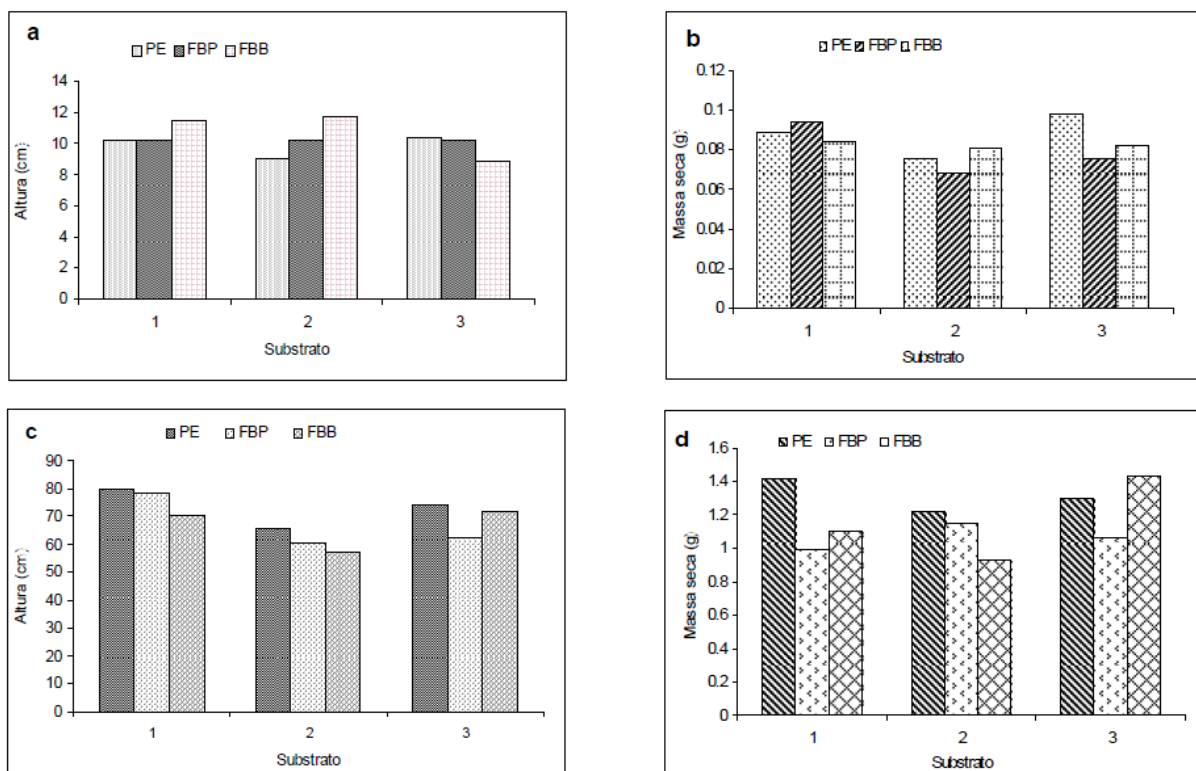 a
PE FBP FBB
14
12
10
8
6
4
2
0
Altura (cm)
1 2 3
Substrato
b
PE FBP FBB
0.12
0.1
0.08
0.06
0.04
0.02
0
Massa seca (g)
1 2 3
Substrato
c
PE FBP FBB
90
80
70
60
50
40
30
20
10
0
Altura (cm)
1 2 3
Substrato
d
PE FBP FBB
1.6
1.4
1.2
1
0.8
0.6
0.4
0.2
0
Massa seca (g)
1 2 3
Substrato